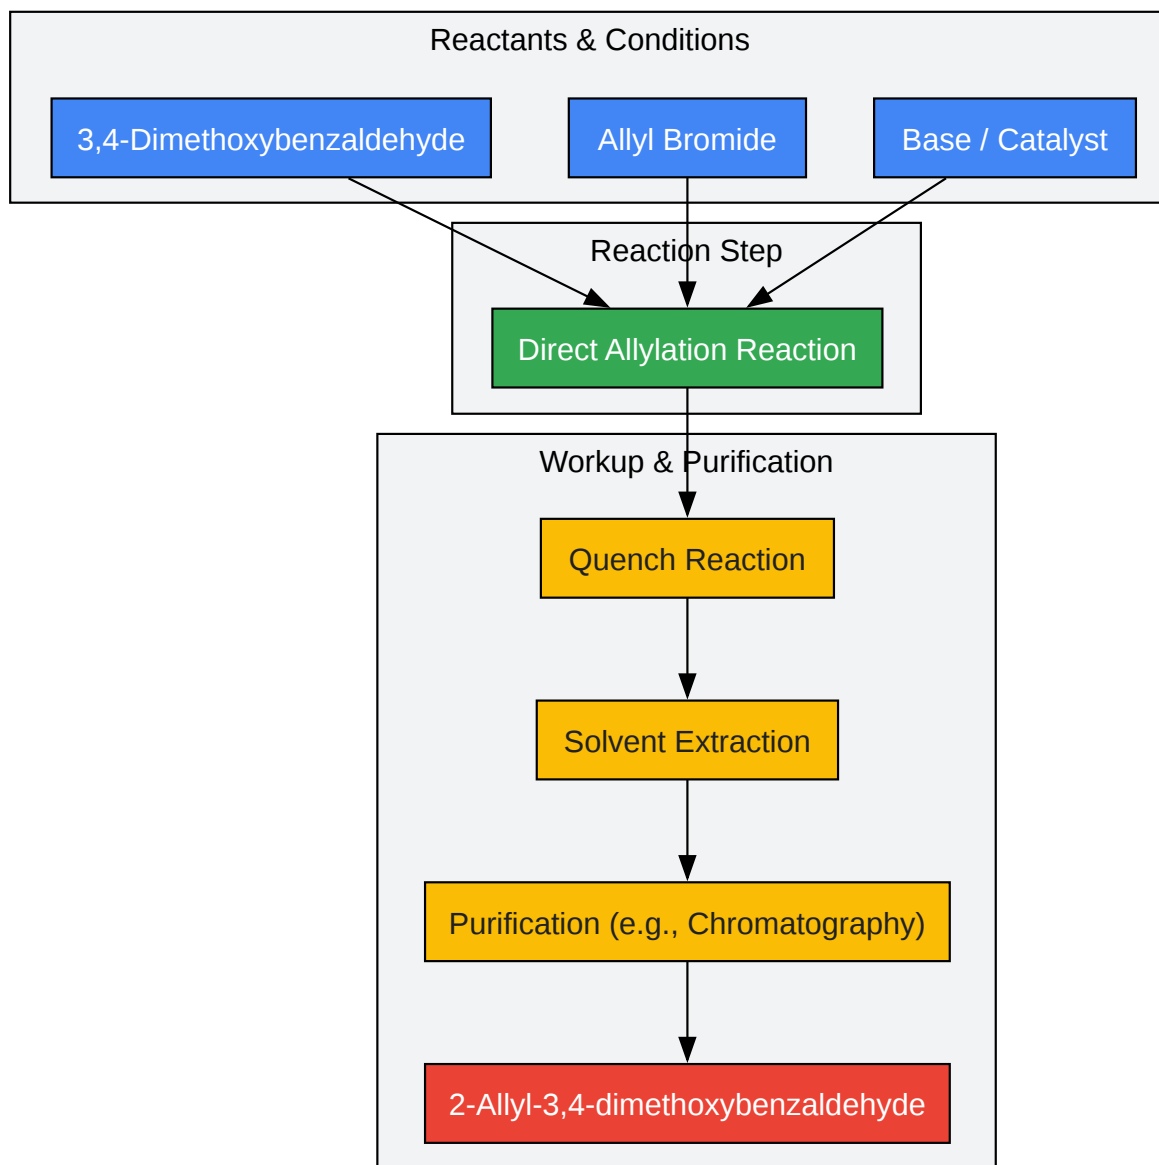 Reactants & Conditions
3,4-Dimethoxybenzaldehyde
Allyl Bromide
Base / Catalyst
Reaction Step
Direct Allylation Reaction
Workup & Purification
Quench Reaction
Solvent Extraction
Purification (e.g., Chromatography)
2-Allyl-3,4-dimethoxybenzaldehyde